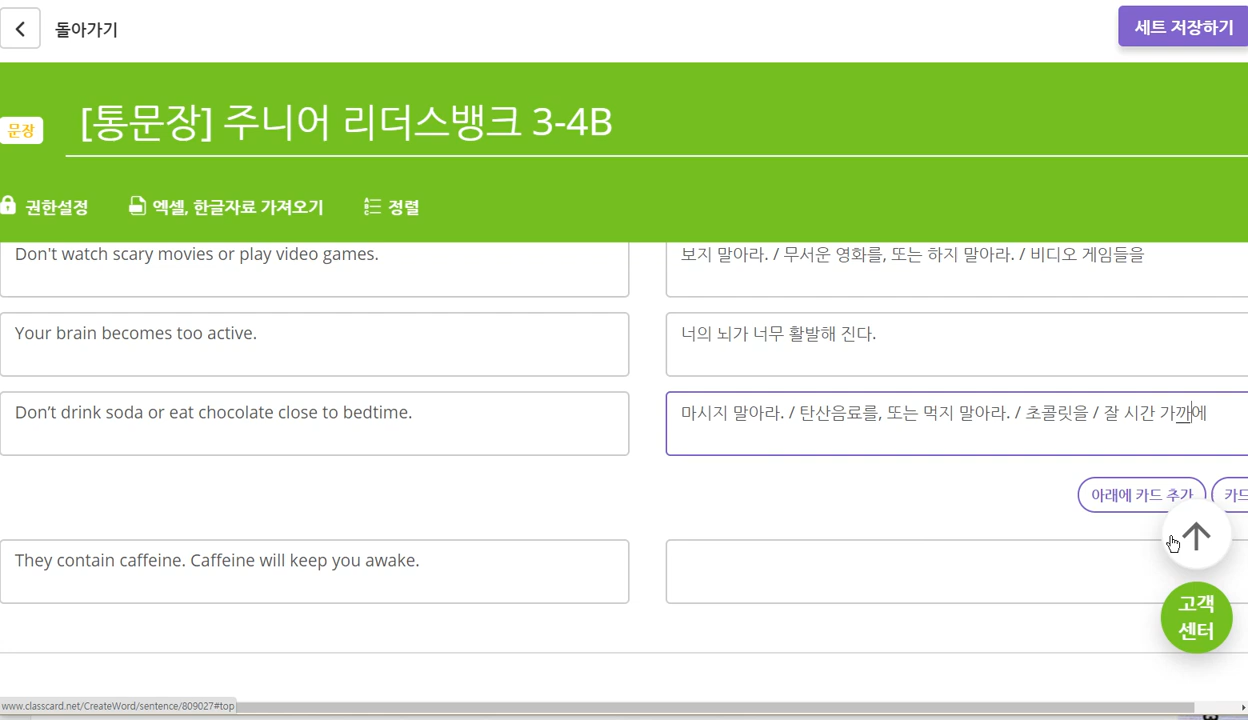 돌아가기
세트 저장하기
문장
[통문장] 주니어 리더스뱅크 3-4B
권한설정
엑셀, 한글자료 가져오기
정렬
Don't watch scary movies or play video games.
보지 말아라. / 무서운 영화를, 또는 하지 말아라. / 비디오 게임들을
Your brain becomes too active.
너의 뇌가 너무 활발해 진다.
Don’t drink soda or eat chocolate close to bedtime.
마시지 말아라. / 탄산음료를, 또는 먹지 말아라. / 초콜릿을 / 잘 시간 가까에
아래에 카드 추가
카드
They contain caffeine. Caffeine will keep you awake.
고객
센터
www.classcard.net/CreateWord/sentence/809027#top